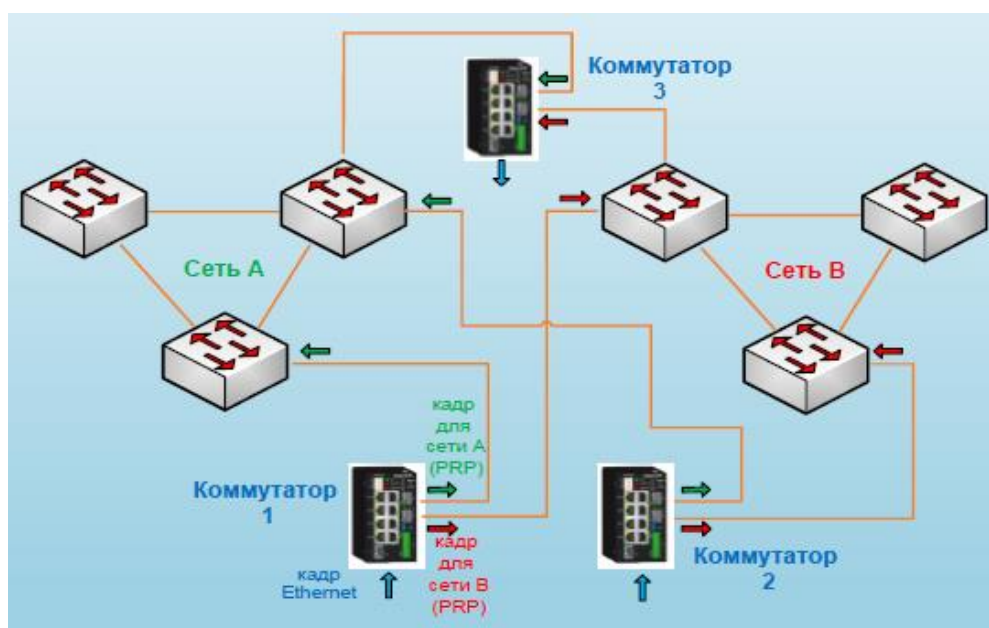 Коммутатор
3
Сеть А
Сеть В
кадр
для
сети А
(PRP)
Коммутатор
1
кадр
Ethernet
кадр
для
сети В
(PRP)
Коммутатор
2